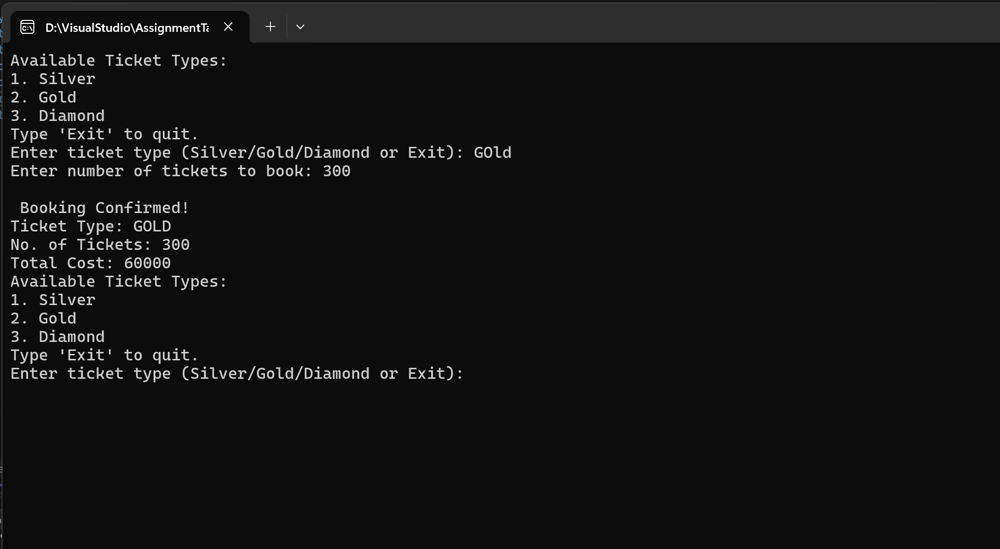 D:\VisualStudio\AssignmentTa
Available Ticket Types:
1. Silver
2. Gold
3. Diamond
Type 'Exit' to quit.
Enter ticket type (Silver/Gold/Diamond or Exit): GOld
Enter number of tickets to book: 300
Booking Confirmed!
Ticket Type: GOLD
No. of Tickets: 300
Total Cost: 60000
Available Ticket Types:
1. Silver
2. Gold
3. Diamond
Type 'Exit' to quit.
Enter ticket type (Silver/Gold/Diamond or Exit):